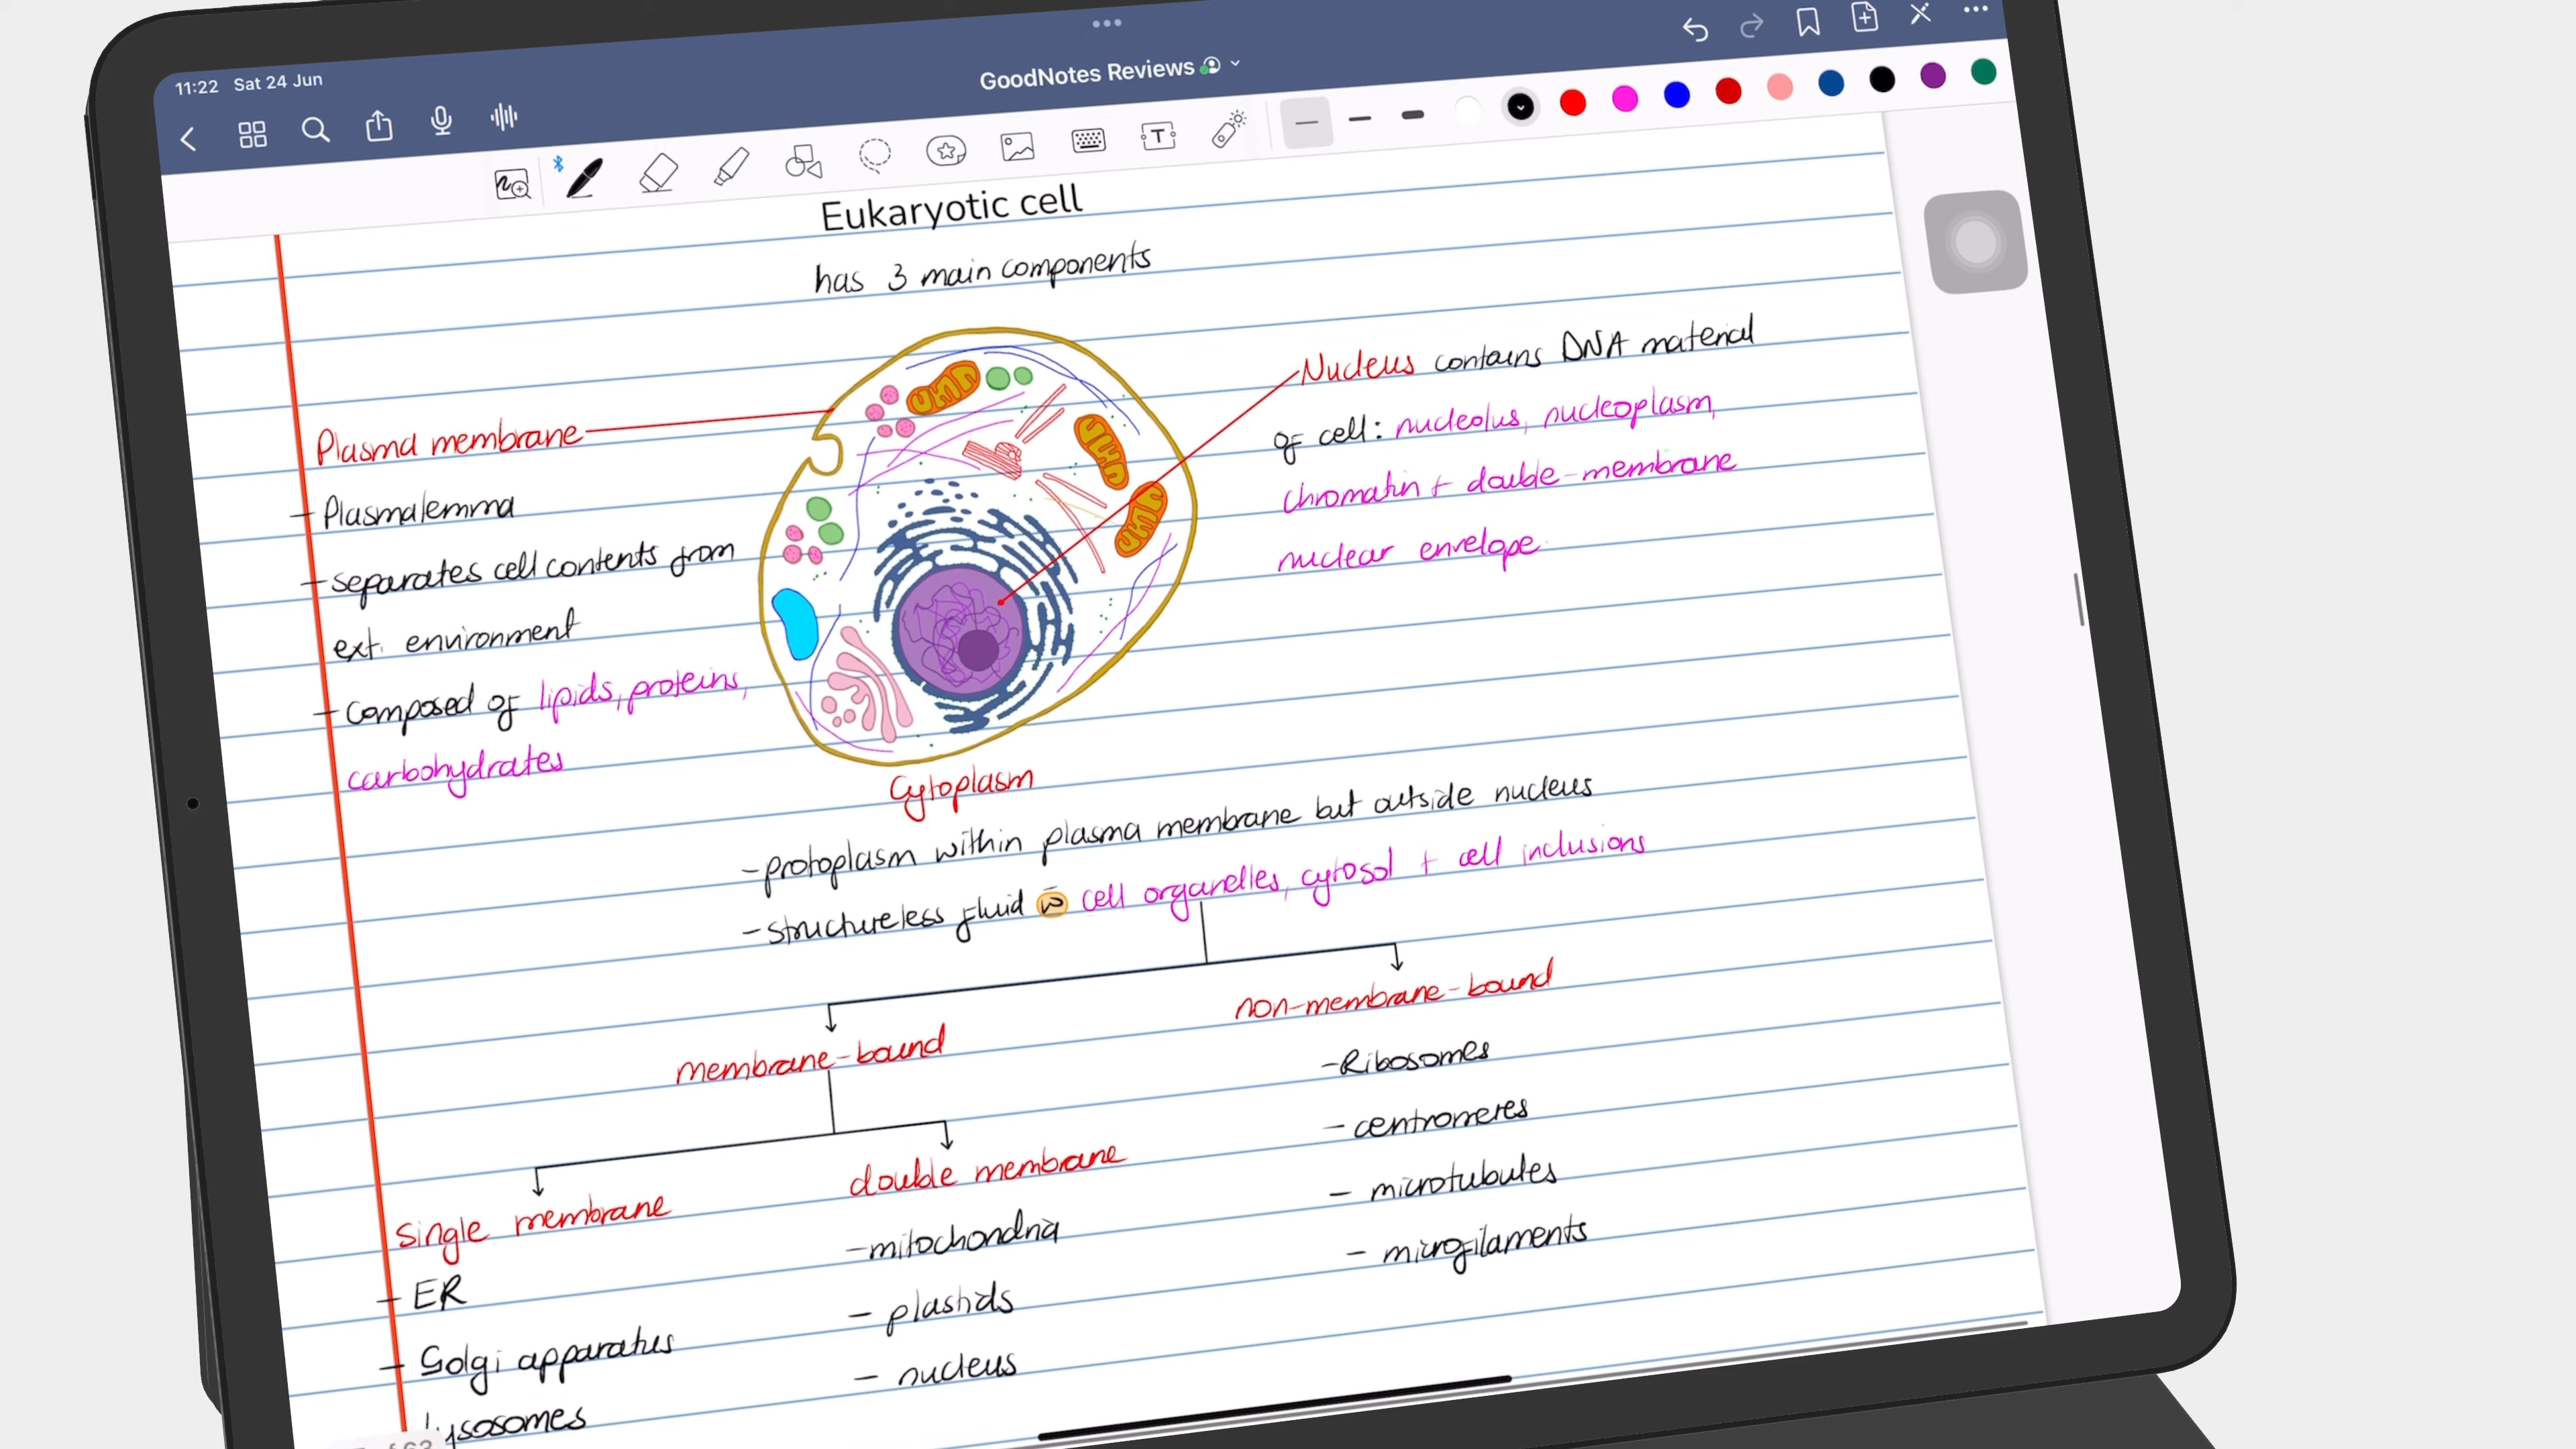 11:22 Sat 24 Jun
GoodNotes Reviews
Eukaryotic cell
has 3 main components
Plasma membrane
- Plasmalemma
- separates cell contents from
ext. environment
- composed of lipids, proteins,
carbohydrates
Nucleus contains DNA material
of cell: nucleolus, nucleoplasm,
chromatin + double-membrane
nuclear envelope
Cytoplasm
- protoplasm within plasma membrane but outside nucleus
- structureless fluid cell organelles, cytosol + cell inclusions
membrane-bound
non-membrane-bound
- Ribosomes
- centromeres
- microtubules
- microfilaments
single membrane
- ER
- Golgi apparatus
lysosomes
double membrane
- mitochondria
- plastids
- nucleus